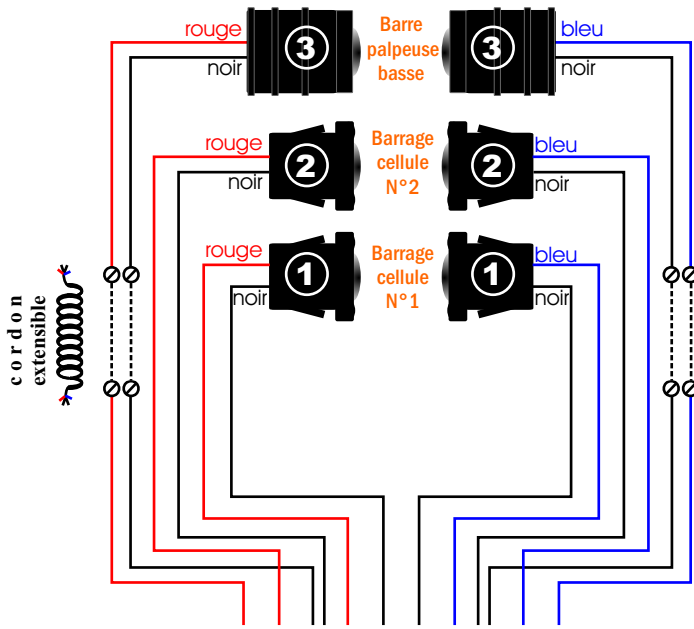 rouge
noir
3
Barre
palpeuse
basse
3
bleu
noir
rouge
noir
2
Barrage
cellule
N°2
2
bleu
noir
rouge
noir
1
Barrage
cellule
N°1
1
bleu
noir
cordon
extensible